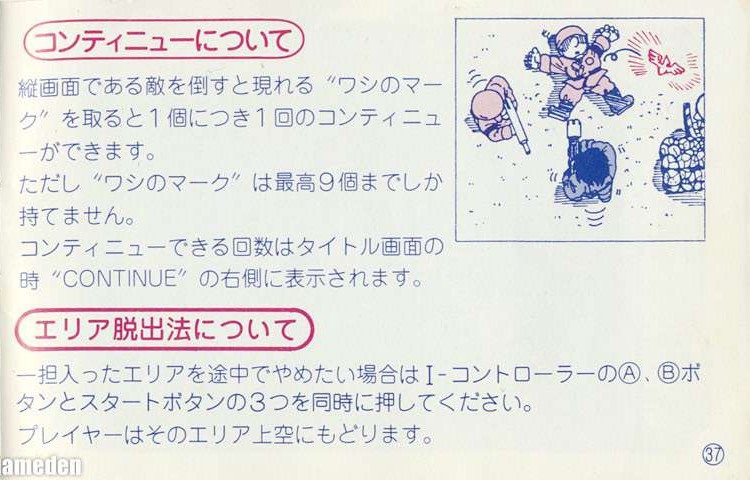 コンティニューについて
縦画面である敵を倒すと現れる“ワシのマー
ク”を取ると1個につき1回のコンティニュ
ーができます。
ただし“ワシのマーク”は最高9個までしか
持てません。
コンティニューできる回数はタイトル画面の
時“CONTINUE”の右側に表示されます。
エリア脱出法について
一担入ったエリアを途中でやめたい場合はI-コントローラーのⒶ、Ⓑボ
タンとスタートボタンの3つを同時に押してください。
プレイヤーはそのエリア上空にもどります。
㊲
ameden